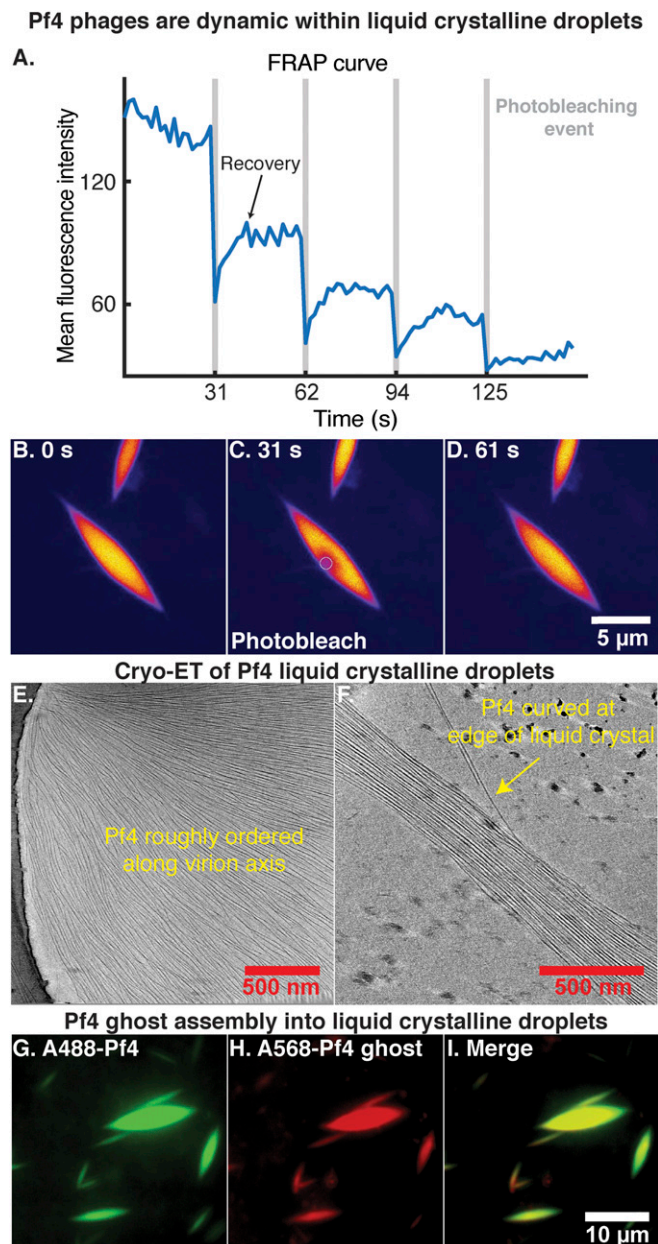 Pf4 phages are dynamic within liquid crystalline droplets
A.
FRAP curve
Photobleaching
event
Recovery
Mean fluorescence intensity
120
60
31 62 94 125
Time (s)
B. 0 s
C. 31 s
D. 61 s
Photobleach
5 µm
Cryo-ET of Pf4 liquid crystalline droplets
E.
F.
Pf4 roughly ordered
along virion axis
500 nm
Pf4 curved at
edge of liquid crystal
500 nm
Pf4 ghost assembly into liquid crystalline droplets
G. A488-Pf4
H. A568-Pf4 ghost
I. Merge
10 µm